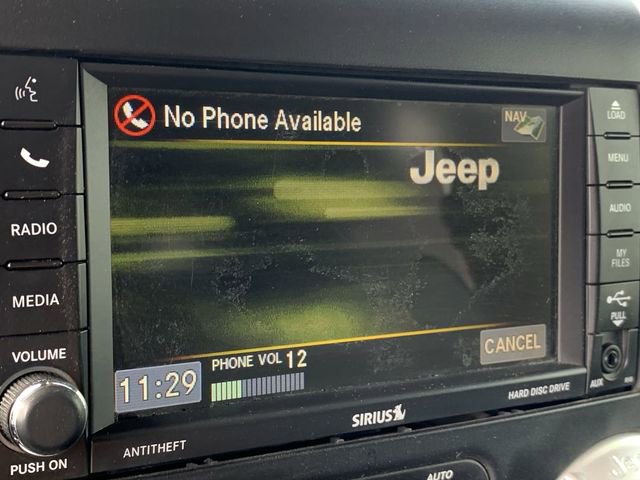 No Phone Available
NAV
Jeep
CANCEL
PHONE VOL 12
11:29
RADIO
MEDIA
VOLUME
PUSH ON
LOAD
MENU
AUDIO
MY
FILES
PULL
AUX
HARD DISC DRIVE
SIRIUS
ANTITHEFT
AUTO